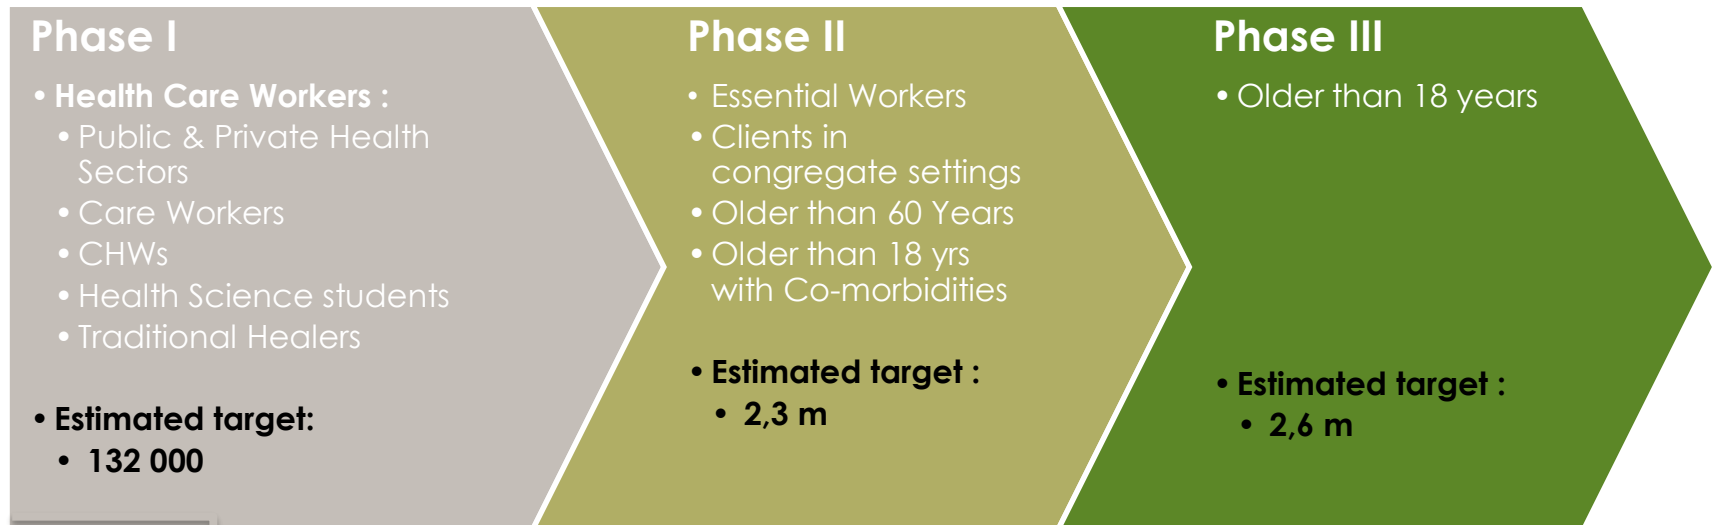 Phase I
• Health Care Workers :
• Public & Private Health
Sectors
• Care Workers
• CHWs
• Health Science students
• Traditional Healers
• Estimated target:
• 132 000
Phase II
• Essential Workers
• Clients in
congregate settings
• Older than 60 Years
• Older than 18 yrs
with Co-morbidities
• Estimated target :
• 2,3 m
Phase III
• Older than 18 years
• Estimated target :
• 2,6 m